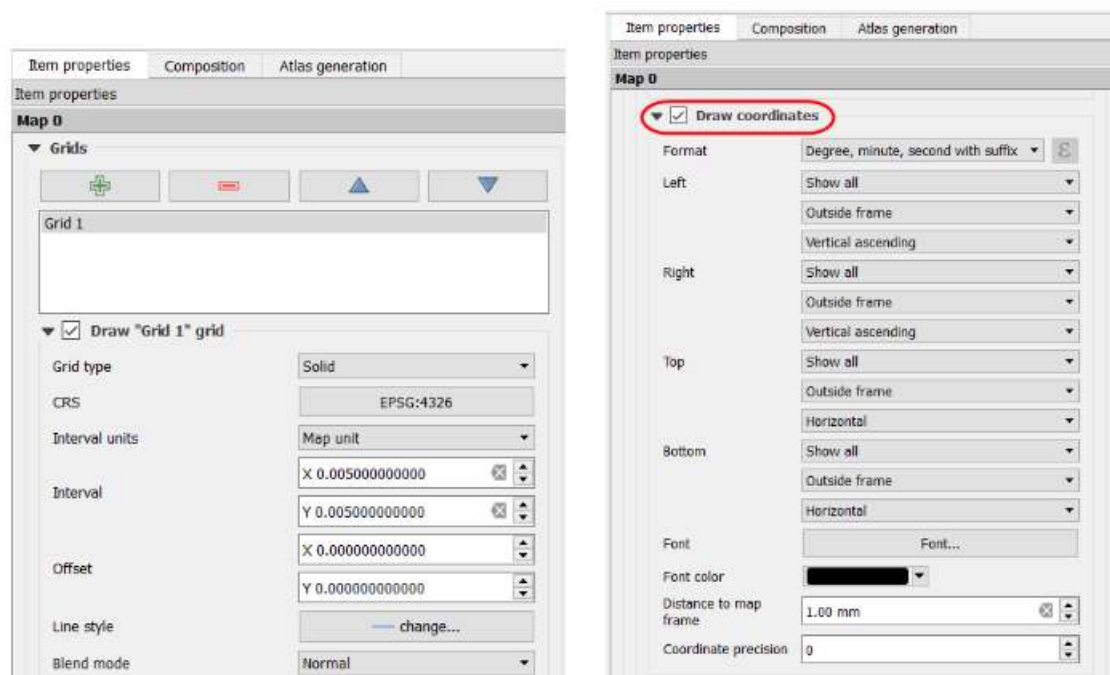 Item properties Composition Atlas generation
Item properties
Map 0
Grids
Grid 1
Draw "Grid 1" grid
Grid type Solid
CRS EPSG:4326
Interval units Map unit
Interval
X 0.005000000000
Y 0.005000000000
Offset
X 0.000000000000
Y 0.000000000000
Line style change...
Blend mode Normal
Item properties Composition Atlas generation
Item properties
Map 0
Draw coordinates
Format Degree, minute, second with suffix ε
Left Show all
Outside frame
Vertical ascending
Right Show all
Outside frame
Vertical ascending
Top Show all
Outside frame
Horizontal
Bottom Show all
Outside frame
Horizontal
Font Font...
Font color
Distance to map
frame
1.00 mm
Coordinate precision 0